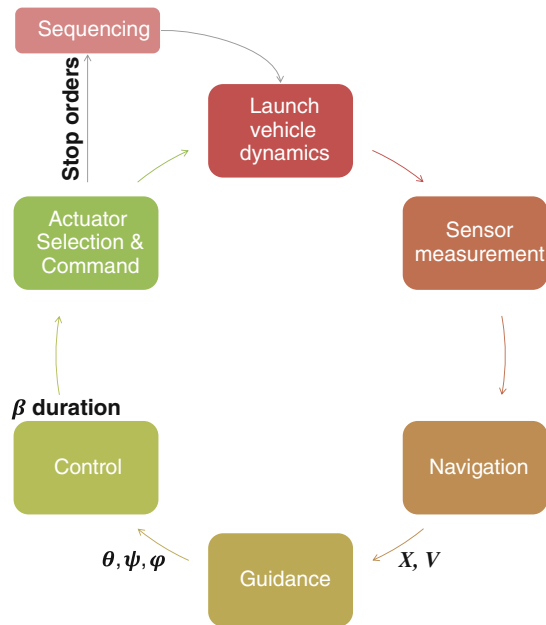 Sequencing
Stop orders
Launch
vehicle
dynamics
Actuator
Selection &
Command
Sensor
measurement
β duration
Control
Navigation
θ, ψ, φ
Guidance
X, V